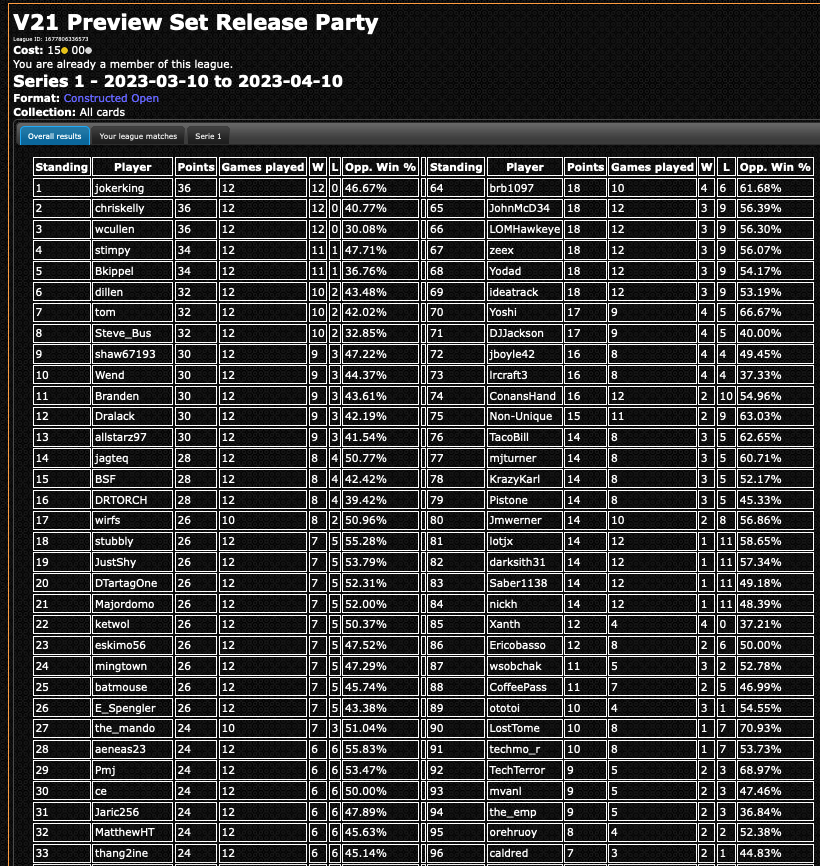 V21 Preview Set Release Party
League ID: 1677806336573
Cost: 15 00
You are already a member of this league.
Series 1 - 2023-03-10 to 2023-04-10
Format: Constructed Open
Collection: All cards
Overall results Your league matches Serie 1
Standing Player Points Games played W L Opp. Win % Standing Player Points Games played W L Opp. Win %
1 jokerking 36 12 12 0 46.67% 64 brb1097 18 10 4 6 61.68%
2 chriskelly 36 12 12 0 40.77% 65 JohnMcD34 18 12 3 9 56.39%
3 wcullen 36 12 12 0 30.08% 66 LOMHawkeye 18 12 3 9 56.30%
4 stimpy 34 12 11 1 47.71% 67 zeex 18 12 3 9 56.07%
5 Bkippel 34 12 11 1 36.76% 68 Yodad 18 12 3 9 54.17%
6 dillen 32 12 10 2 43.48% 69 ideatrack 18 12 3 9 53.19%
7 tom 32 12 10 2 42.02% 70 Yoshi 17 9 4 5 66.67%
8 Steve_Bus 32 12 10 2 32.85% 71 DJJackson 17 9 4 5 40.00%
9 shaw67193 30 12 9 3 47.22% 72 jboyle42 16 8 4 4 49.45%
10 Wend 30 12 9 3 44.37% 73 lrcraft3 16 8 4 4 37.33%
11 Branden 30 12 9 3 43.61% 74 ConansHand 16 12 2 10 54.96%
12 Dralack 30 12 9 3 42.19% 75 Non-Unique 15 11 2 9 63.03%
13 allstarz97 30 12 9 3 41.54% 76 TacoBill 14 8 3 5 62.65%
14 jagteq 28 12 8 4 50.77% 77 mjturner 14 8 3 5 60.71%
15 BSF 28 12 8 4 42.42% 78 KrazyKarl 14 8 3 5 52.17%
16 DRTORCH 28 12 8 4 39.42% 79 Pistone 14 8 3 5 45.33%
17 wirfs 26 10 8 2 50.96% 80 Jmwerner 14 10 2 8 56.86%
18 stubbly 26 12 7 5 55.28% 81 lotjx 14 12 1 11 58.65%
19 JustShy 26 12 7 5 53.79% 82 darksith31 14 12 1 11 57.34%
20 DTartagOne 26 12 7 5 52.31% 83 Saber1138 14 12 1 11 49.18%
21 Majordomo 26 12 7 5 52.00% 84 nickh 14 12 1 11 48.39%
22 ketwol 26 12 7 5 50.37% 85 Xanth 12 4 4 0 37.21%
23 eskimo56 26 12 7 5 47.52% 86 Ericobasso 12 8 2 6 50.00%
24 mingtown 26 12 7 5 47.29% 87 wsobchak 11 5 3 2 52.78%
25 batmouse 26 12 7 5 45.74% 88 CoffeePass 11 7 2 5 46.99%
26 E_Spengler 26 12 7 5 43.38% 89 ototoi 10 4 3 1 54.55%
27 the_mando 24 10 7 3 51.04% 90 LostTome 10 8 1 7 70.93%
28 aeneas23 24 12 6 6 55.83% 91 techmo_r 10 8 1 7 53.73%
29 Pmj 24 12 6 6 53.47% 92 TechTerror 9 5 2 3 68.97%
30 ce 24 12 6 6 50.00% 93 mvanl 9 5 2 3 47.46%
31 Jaric256 24 12 6 6 47.89% 94 the_emp 9 5 2 3 36.84%
32 MatthewHT 24 12 6 6 45.63% 95 orehruoy 8 4 2 2 52.38%
33 thang2ine 24 12 6 6 45.14% 96 caldred 7 3 2 1 44.83%